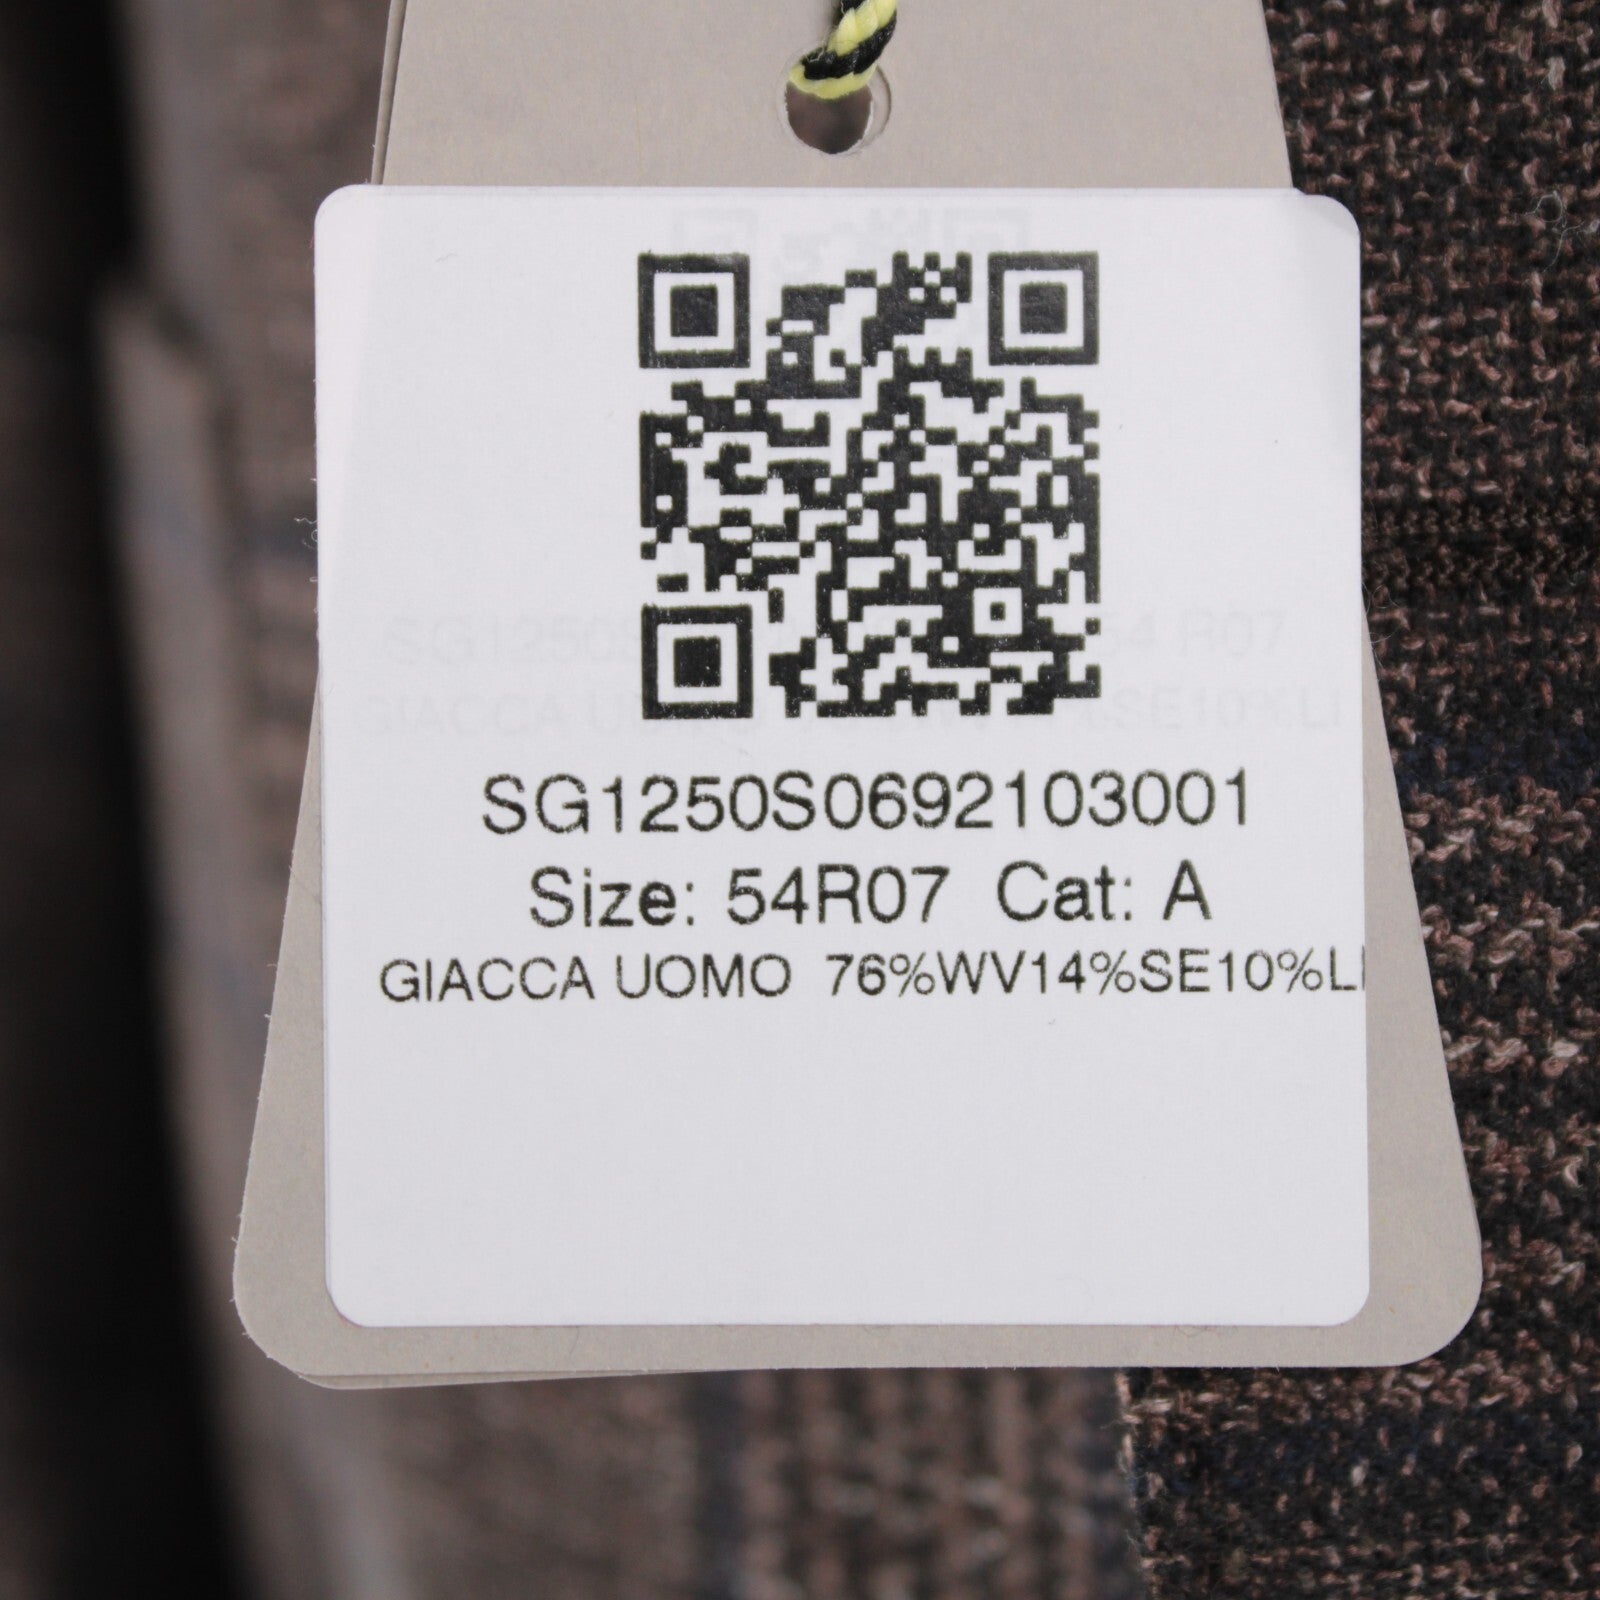 SG1250S0692103001
Size: 54R07 Cat: A
GIACCA UOMO 76%WV14%SE10%LI